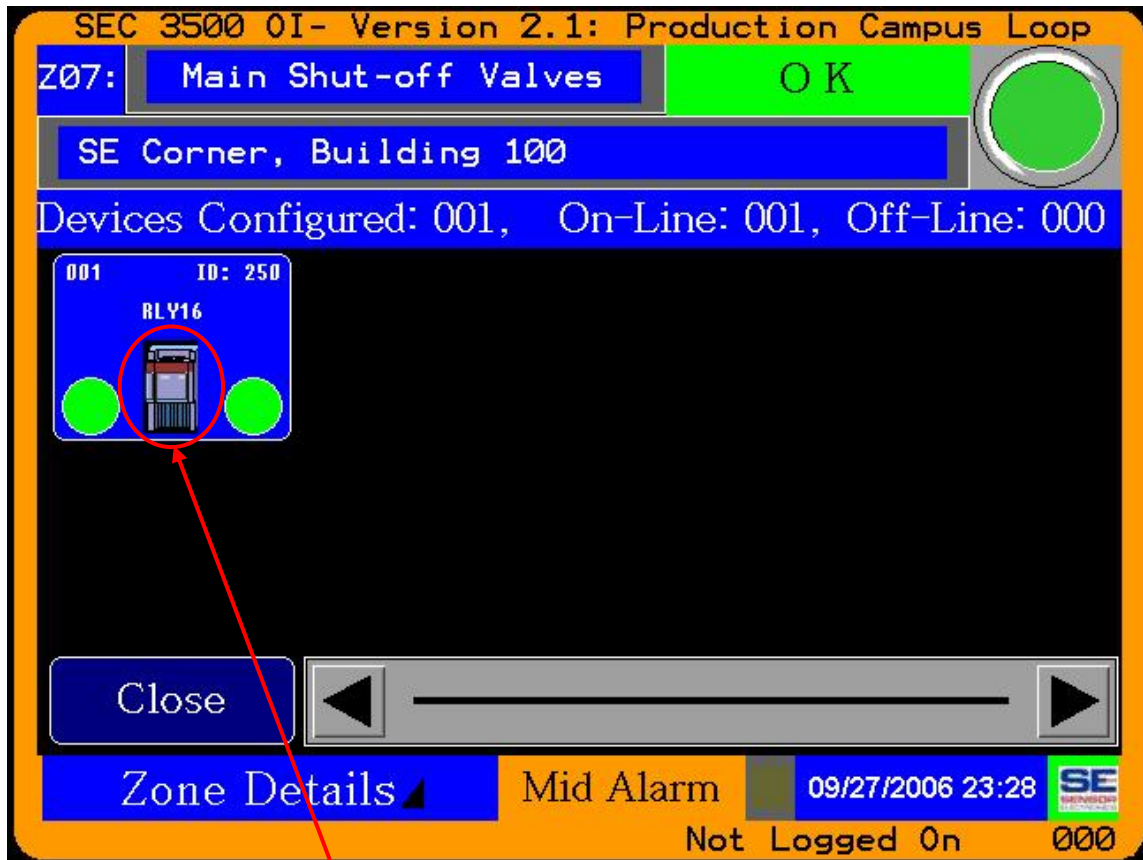 SEC 3500 OI- Version 2.1: Production Campus Loop
Z07: Main Shut-off Valves OK
SE Corner, Building 100
Devices Configured: 001, On-Line: 001, Off-Line: 000
001 ID: 250
RLY16
Close
Zone Details Mid Alarm 09/27/2006 23:28 SE
SENSOR
Not Logged On 000